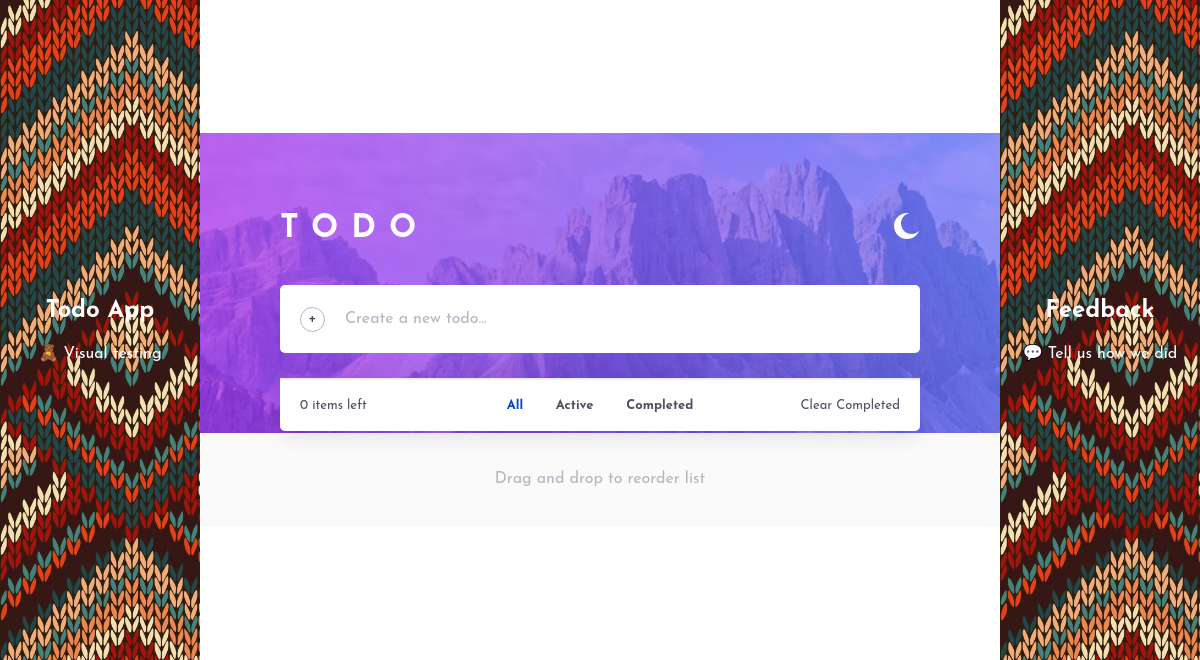 Todo App
🧸 Visual testing
TODO
+
Create a new todo...
0 items left
All
Active
Completed
Clear Completed
Drag and drop to reorder list
Feedback
💬 Tell us how we did